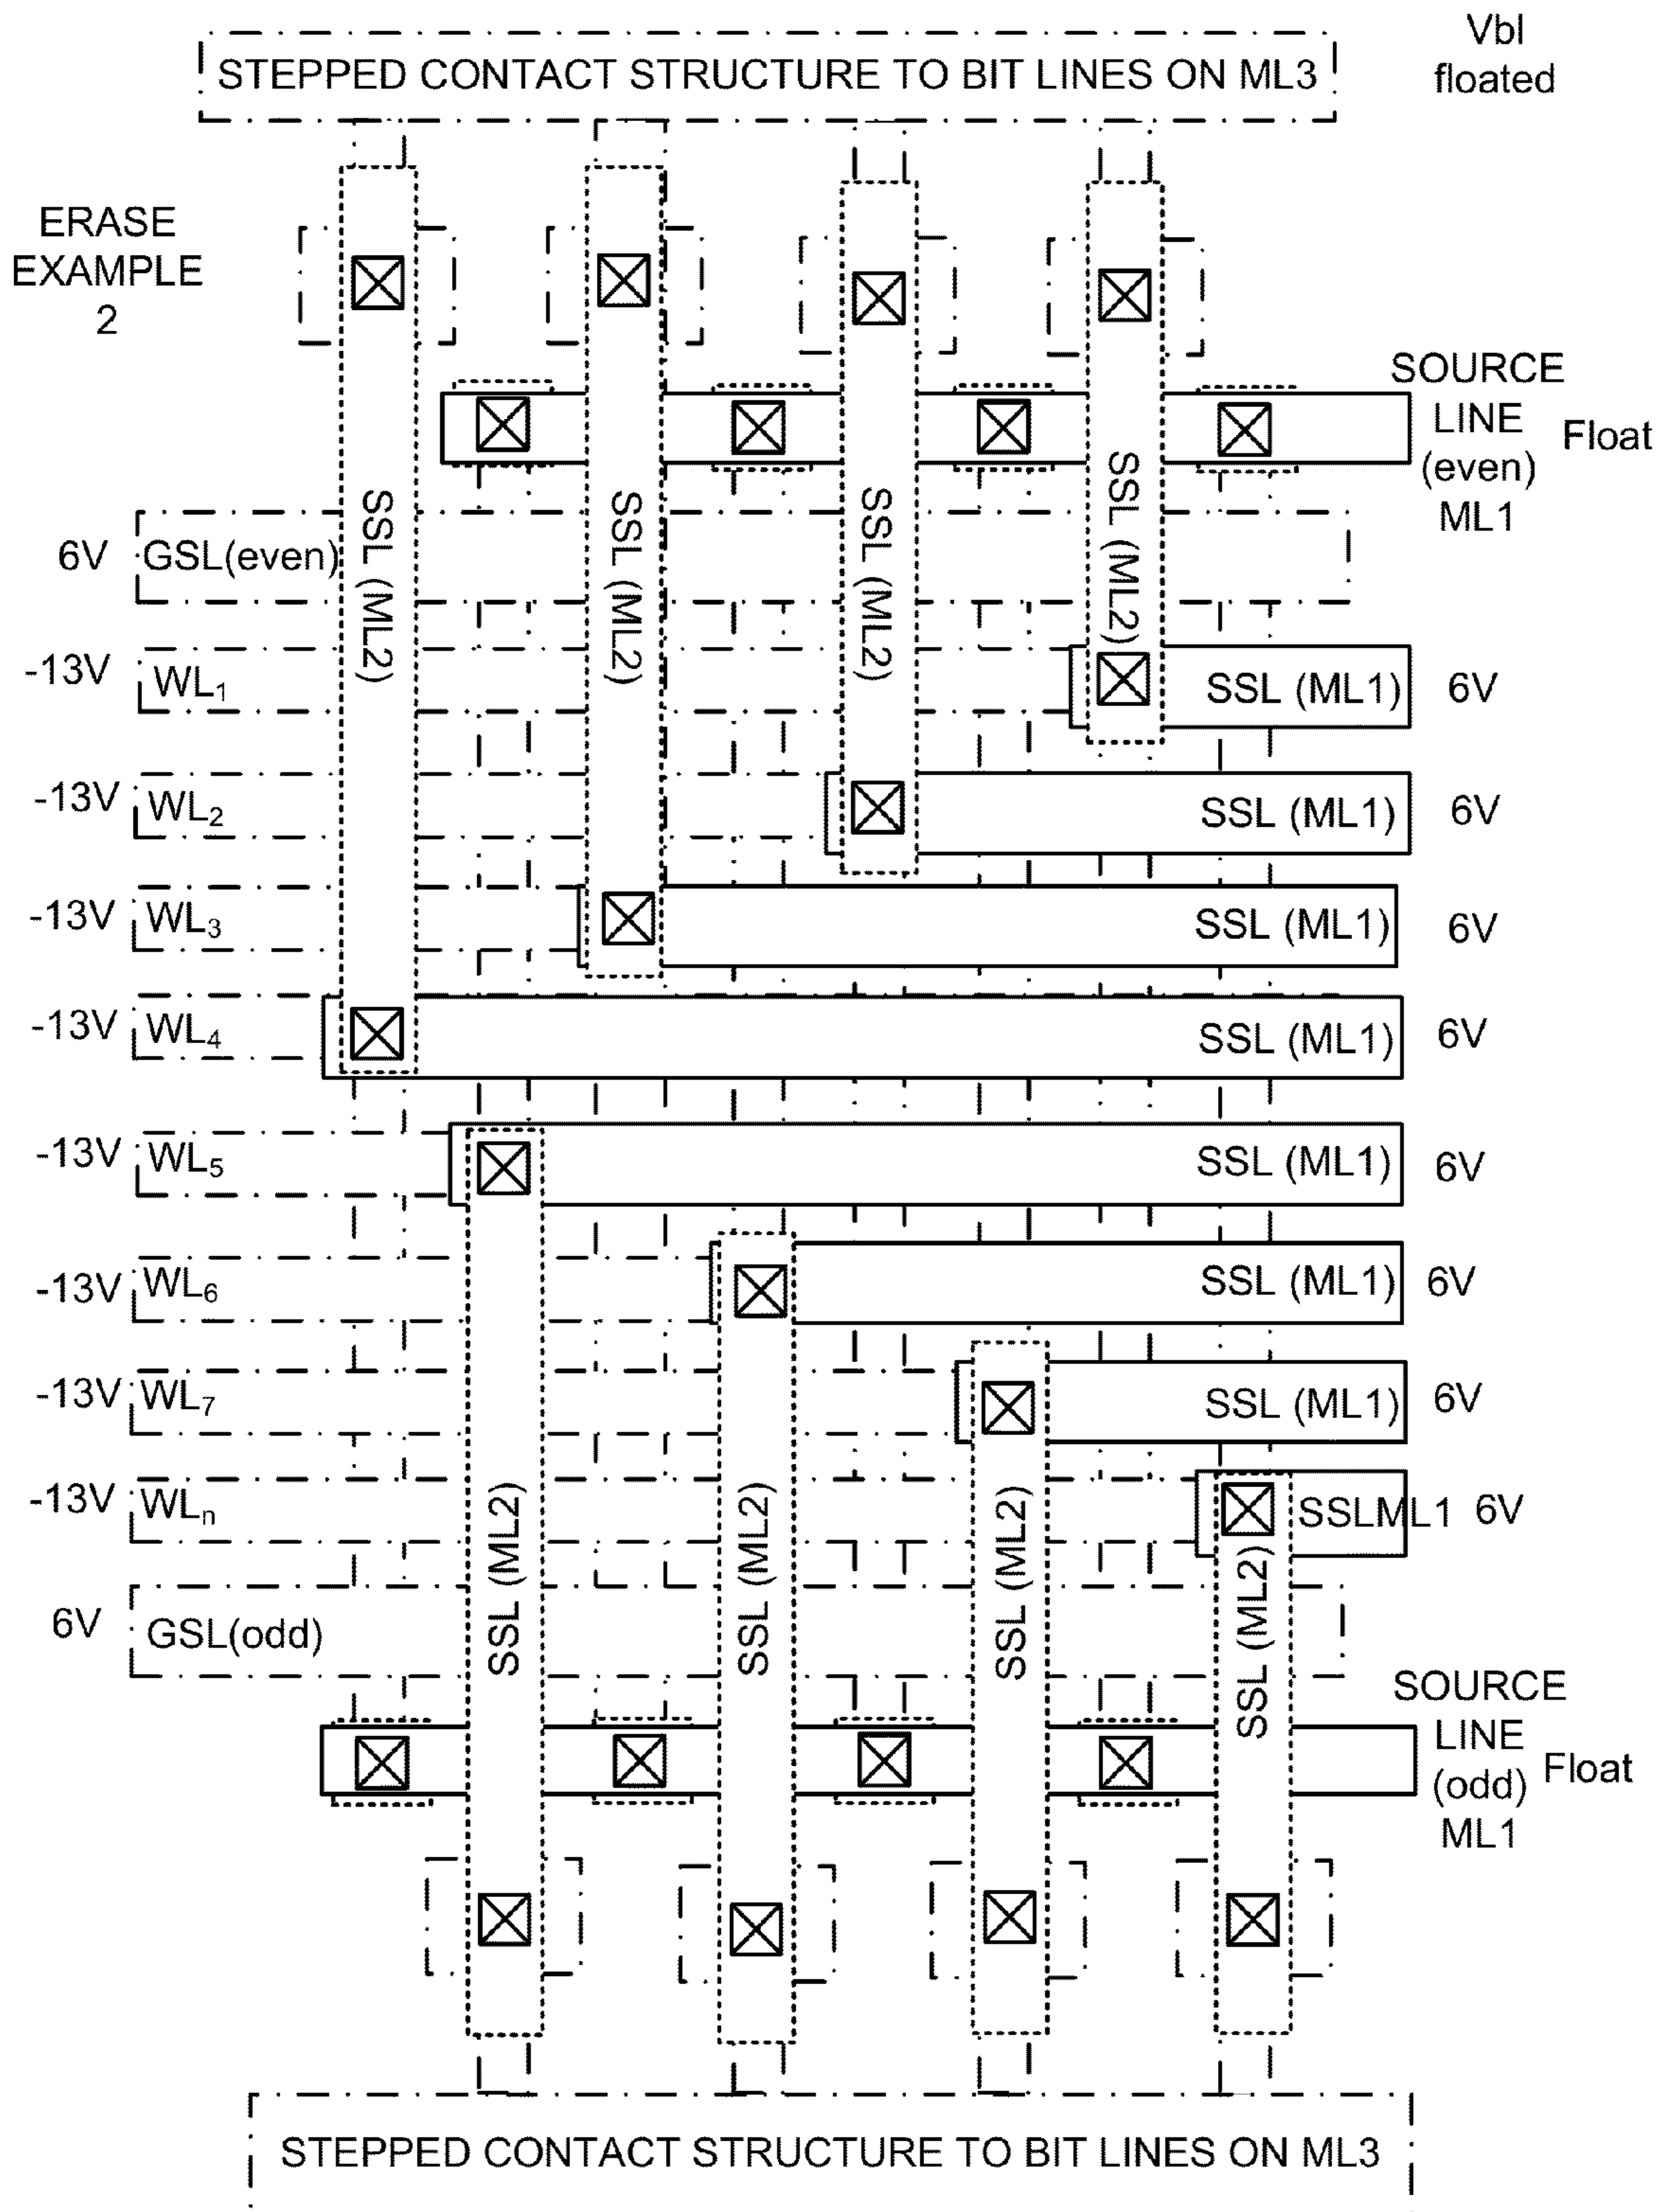 Vbl
floated
STEPPED CONTACT STRUCTURE TO BIT LINES ON ML3
ERASE
EXAMPLE
2
SOURCE
LINE
(even)
ML1
Float
SSL (ML2)
SSL (ML2)
SSL (ML2)
SSL (ML2)
6V
GSL(even)
-13V
WL1
SSL (ML1)
6V
-13V
WL2
SSL (ML1)
6V
-13V
WL3
SSL (ML1)
6V
-13V
WL4
SSL (ML1)
6V
-13V
WL5
SSL (ML1)
6V
-13V
WL6
SSL (ML1)
6V
-13V
WL7
SSL (ML1)
6V
-13V
WLn
SSLML1
6V
SSL (ML2)
SSL (ML2)
SSL (ML2)
SSL (ML2)
6V
GSL(odd)
SOURCE
LINE
(odd)
ML1
Float
STEPPED CONTACT STRUCTURE TO BIT LINES ON ML3